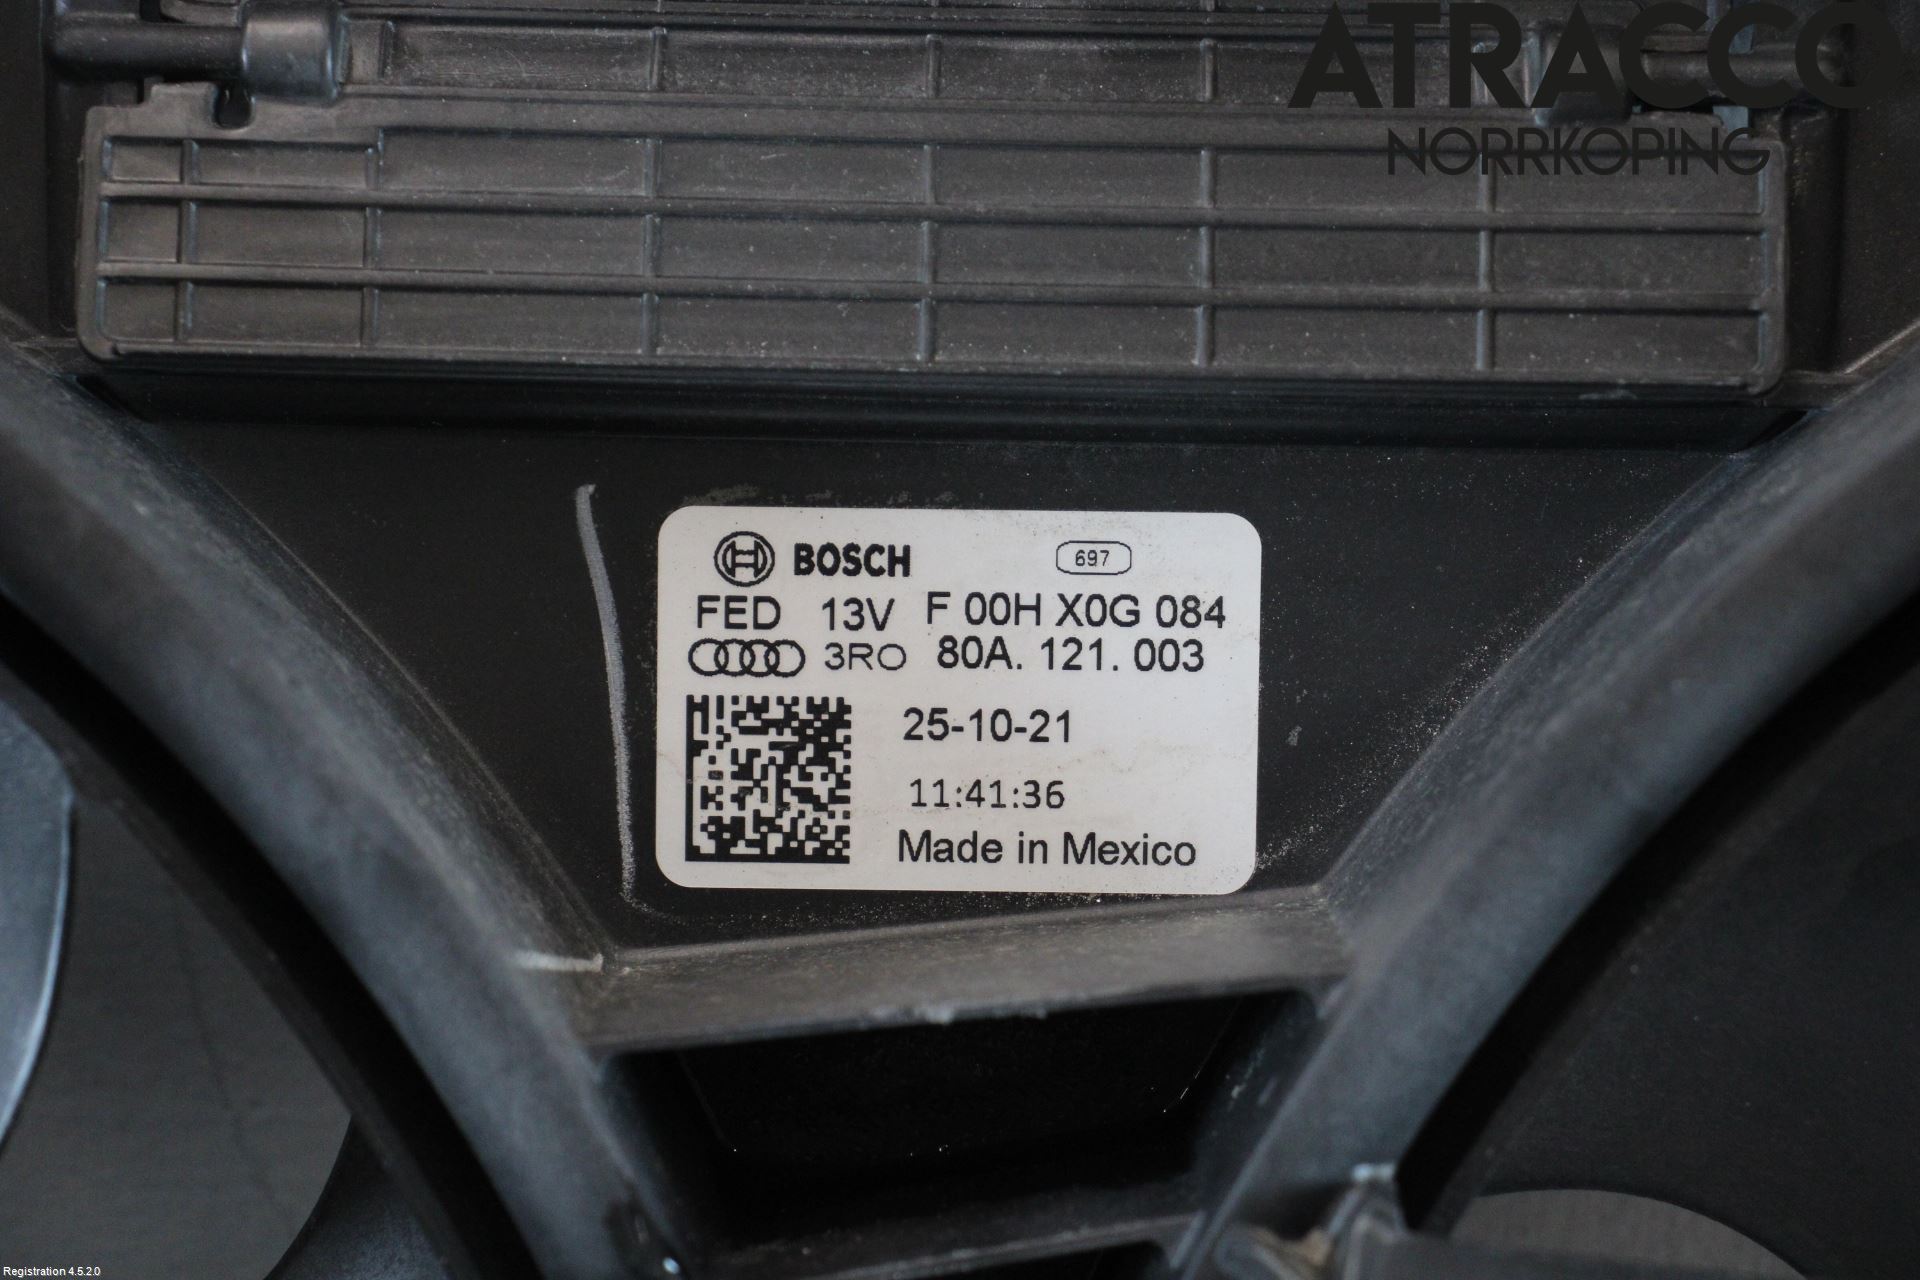 ATRACCO
NORRKOPING
BOSCH
697
FED 13V F 00H X0G 084
3RO 80A. 121. 003
25-10-21
11:41:36
Made in Mexico
Registration 4.5.2.0